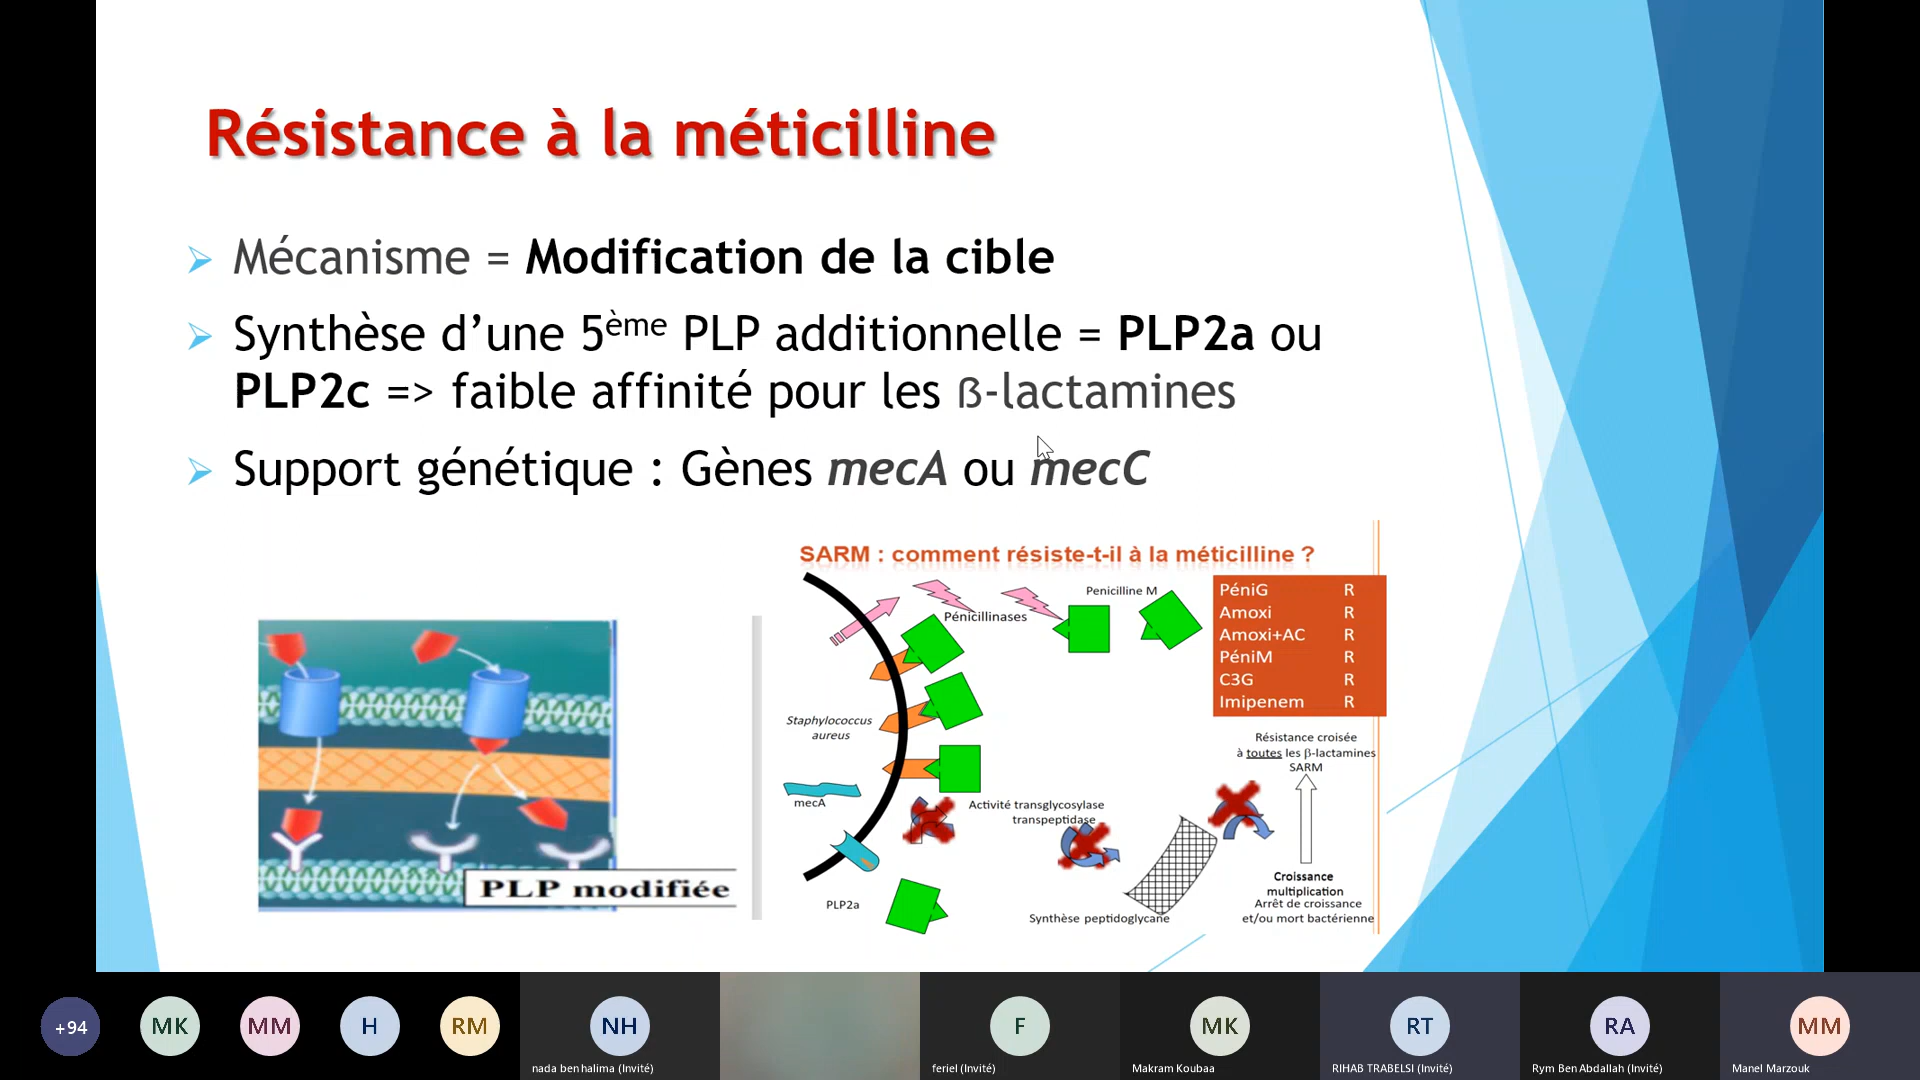 Résistance à la méticilline
Mécanisme = Modification de la cible
Synthèse d’une 5ème PLP additionnelle = PLP2a ou
PLP2c => faible affinité pour les ß-lactamines
Support génétique : Gènes mecA ou mecC
PLP modifiée
SARM : comment résiste-t-il à la méticilline ?
Penicilline M
Pénicillinases
PéniG R
Amoxi R
Amoxi+AC R
PéniM R
C3G R
Imipenem R
Staphylococcus
aureus
Résistance croisée
à toutes les β-lactamines
SARM
mecA
Activité transglycosylase
transpeptidase
PLP2a
Synthèse peptidoglycane
Croissance
multiplication
Arrêt de croissance
et/ou mort bactérienne
+94
MK
MM
H
RM
NH
nada ben halima (Invité)
F
feriel (Invité)
MK
Makram Koubaa
RT
RIHAB TRABELSI (Invité)
RA
Rym Ben Abdallah (Invité)
MM
Manel Marzouk